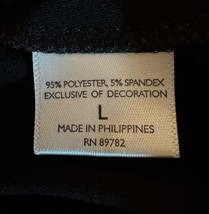 95% POLYESTER, 5% SPANDEX
EXCLUSIVE OF DECORATION
L
MADE IN PHILIPPINES
RN 89782